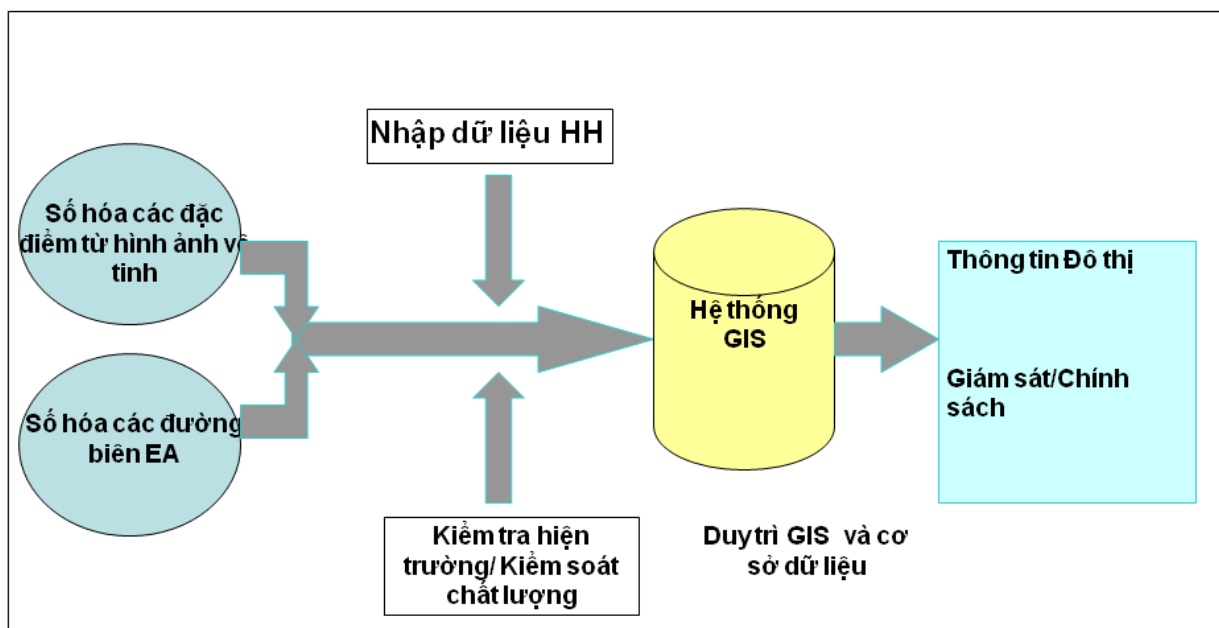 Nhập dữ liệu HH
Số hóa các đặc
điểm từ hình ảnh vệ
tinh
Số hóa các đường
biên EA
Kiểm tra hiện
trường/ Kiểm soát
chất lượng
Hệ thống
GIS
Duy trì GIS và cơ
sở dữ liệu
Thông tin Đô thị
Giám sát/Chính
sách